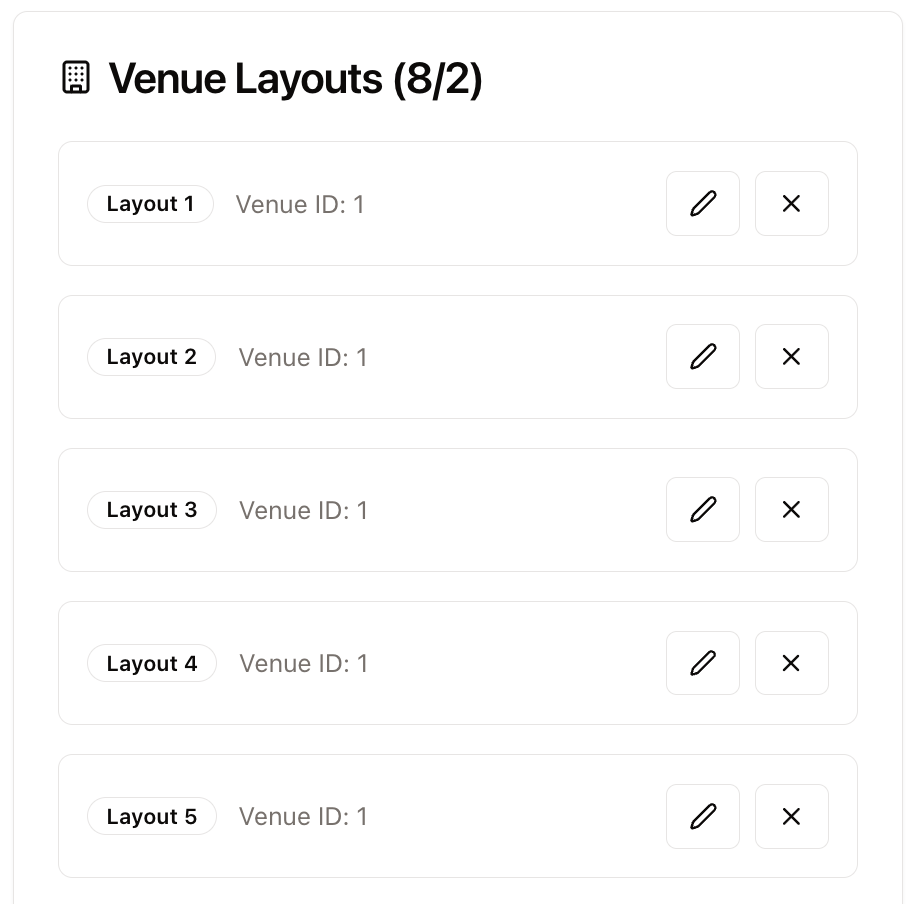 Venue Layouts (8/2)
Layout 1 Venue ID: 1
Layout 2 Venue ID: 1
Layout 3 Venue ID: 1
Layout 4 Venue ID: 1
Layout 5 Venue ID: 1